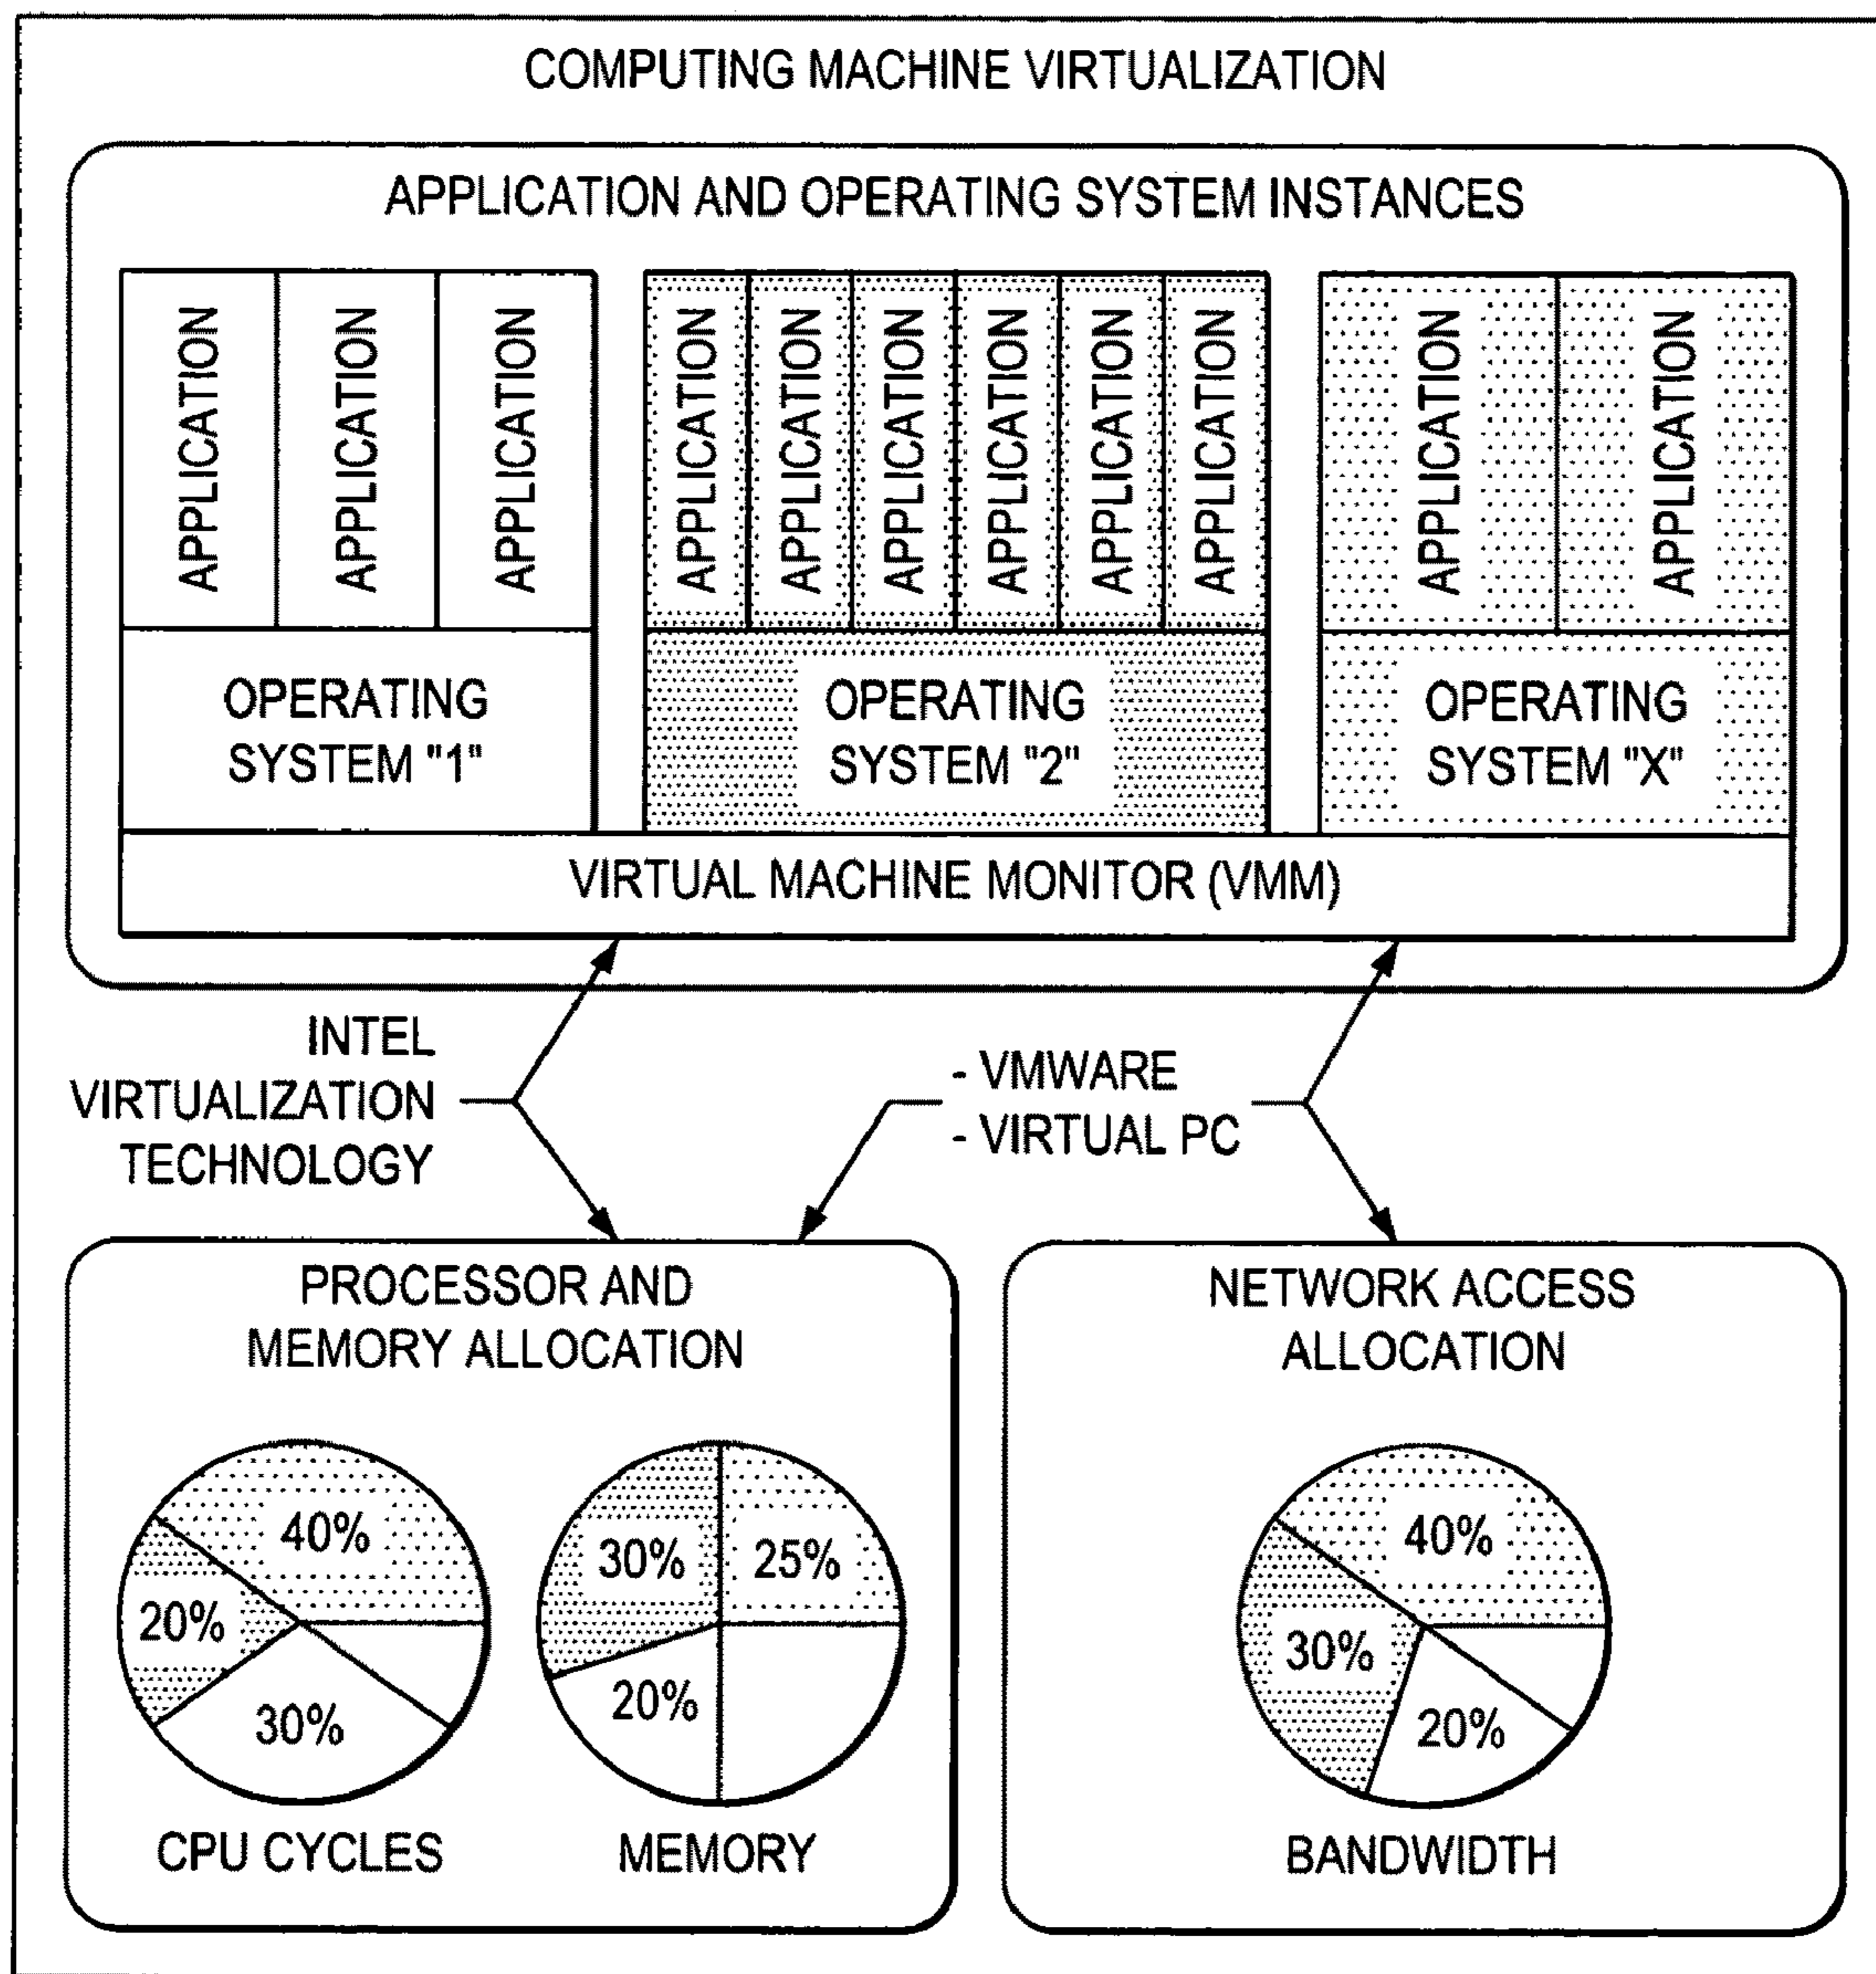 COMPUTING MACHINE VIRTUALIZATION
APPLICATION AND OPERATING SYSTEM INSTANCES
APPLICATION
APPLICATION
APPLICATION
OPERATING
SYSTEM "1"
APPLICATION
APPLICATION
APPLICATION
APPLICATION
APPLICATION
APPLICATION
OPERATING
SYSTEM "2"
APPLICATION
APPLICATION
OPERATING
SYSTEM "X"
VIRTUAL MACHINE MONITOR (VMM)
INTEL
VIRTUALIZATION
TECHNOLOGY
- VMWARE
- VIRTUAL PC
PROCESSOR AND
MEMORY ALLOCATION
40%
20%
30%
CPU CYCLES
30%
25%
20%
MEMORY
NETWORK ACCESS
ALLOCATION
40%
30%
20%
BANDWIDTH